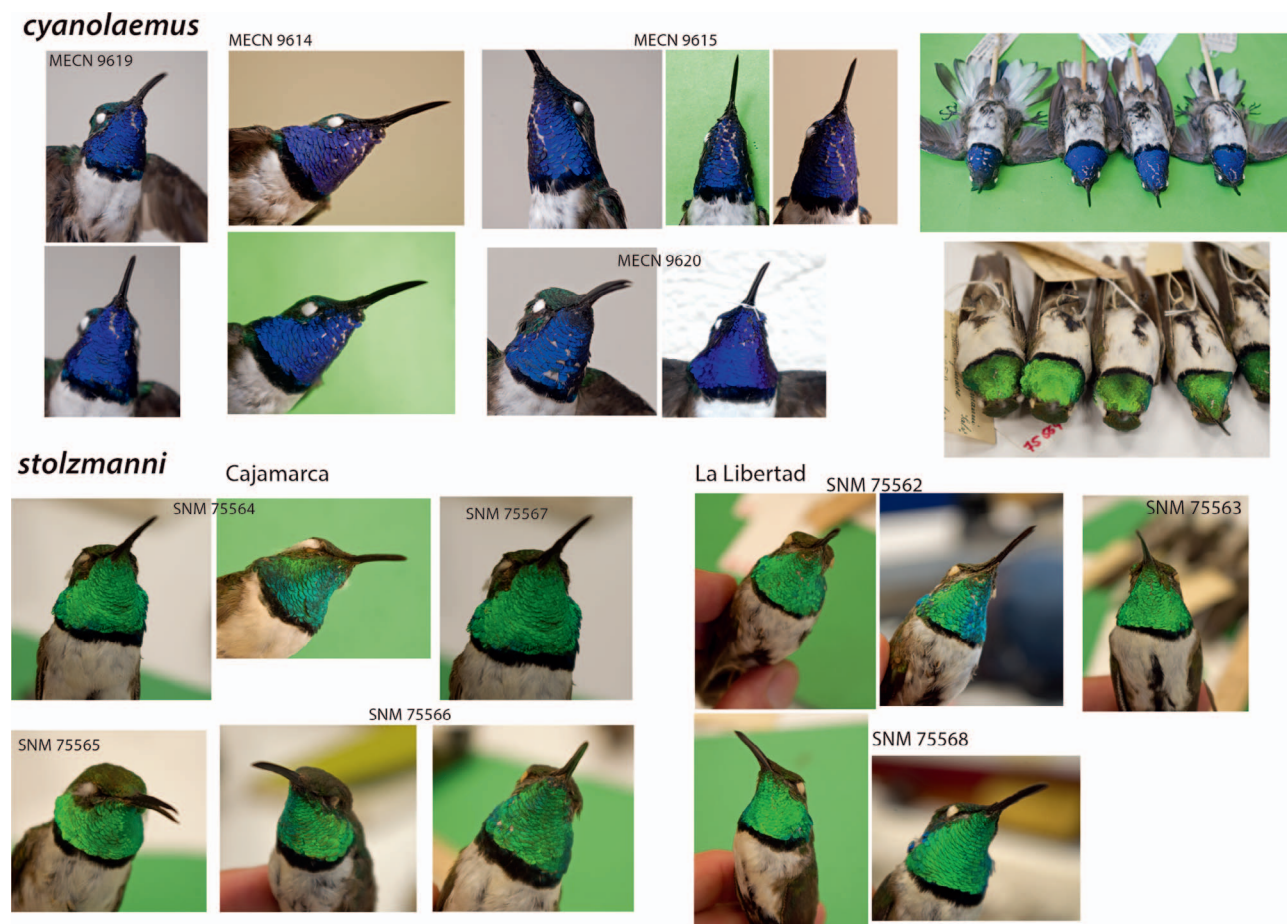 cyanolaemus
MECN 9619
MECN 9614
MECN 9615
MECN 9620
stolzmanni
Cajamarca
La Libertad
SNM 75564
SNM 75567
SNM 75562
SNM 75563
SNM 75565
SNM 75566
SNM 75568